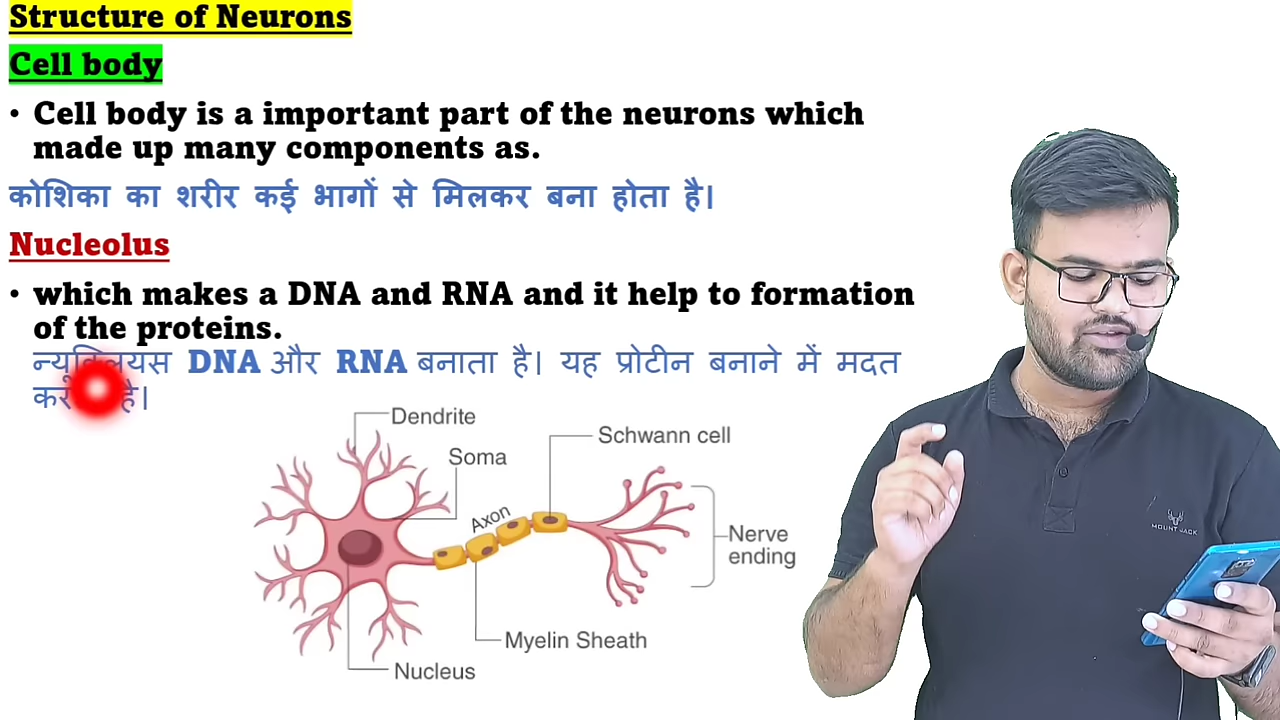 Structure of Neurons
Cell body
• Cell body is a important part of the neurons which
made up many components as.
कोशिका का शरीर कई भागों से मिलकर बना होता है।
Nucleolus
• which makes a DNA and RNA and it help to formation
of the proteins.
न्यूक्लियस DNA और RNA बनाता है। यह प्रोटीन बनाने में मदत
है।
Dendrite
Soma
Schwann cell
Axon
Nerve
ending
Myelin Sheath
Nucleus
MOUNT JACK